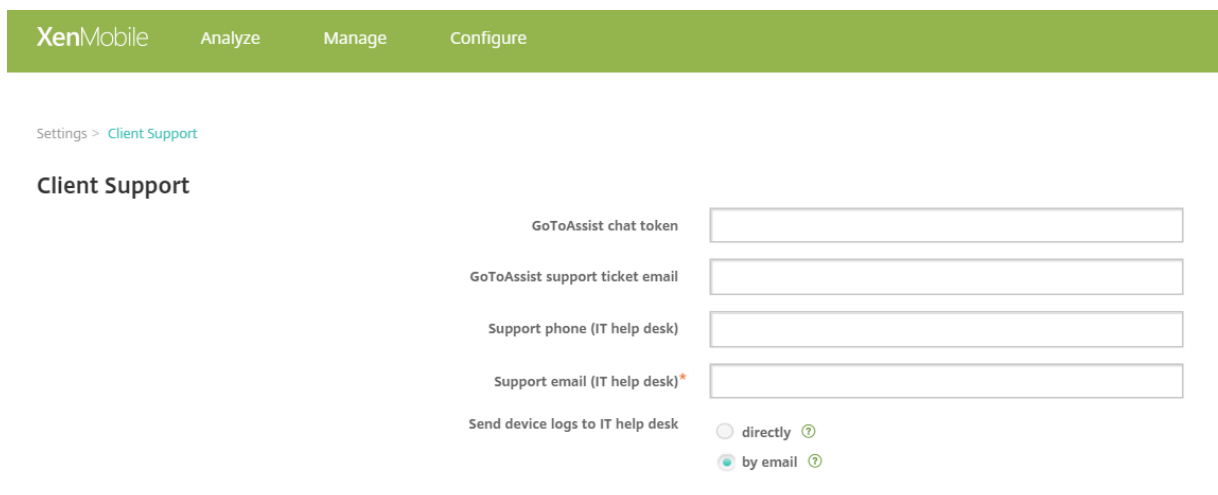 XenMobile Analyze Manage Configure
Settings > Client Support
Client Support
GoToAssist chat token
GoToAssist support ticket email
Support phone (IT help desk)
Support email (IT help desk)*
Send device logs to IT help desk
directly ?
by email ?